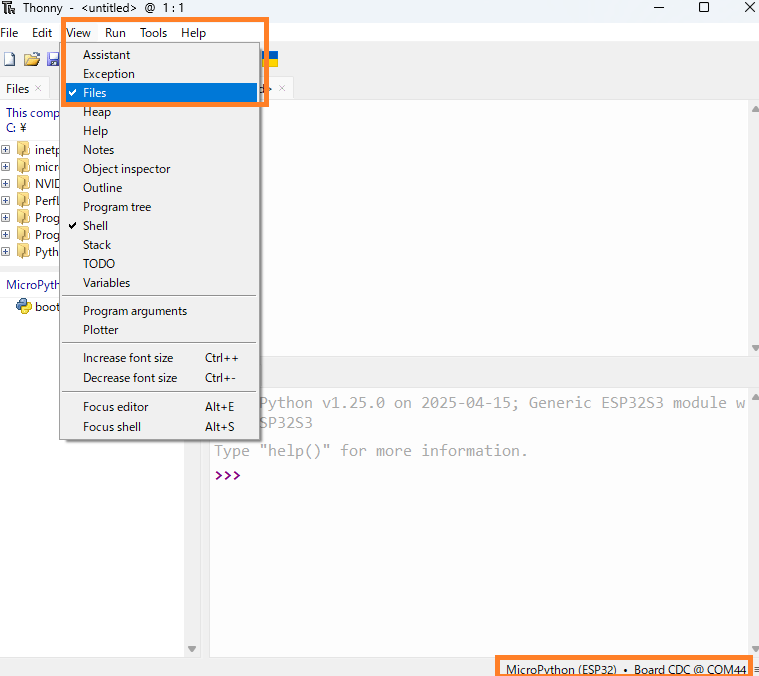 Thonny - <untitled> @ 1 : 1
File Edit View Run Tools Help
Files
This comp
C: ¥
inetp
micr
NVID
PerfL
Prog
Prog
Pyth
MicroPyth
boot
Assistant
Exception
Files
Heap
Help
Notes
Object inspector
Outline
Program tree
Shell
Stack
TODO
Variables
Program arguments
Plotter
Increase font size Ctrl++
Decrease font size Ctrl+-
Focus editor Alt+E
Focus shell Alt+S
Python v1.25.0 on 2025-04-15; Generic ESP32S3 module w
SP32S3
Type "help()" for more information.
>>>
MicroPython (ESP32) • Board CDC @ COM44